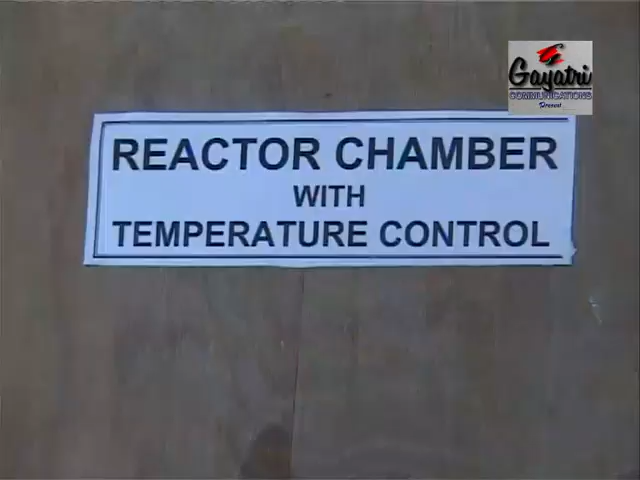 Gayatri
COMMUNICATIONS
REACTOR CHAMBER
WITH
TEMPERATURE CONTROL